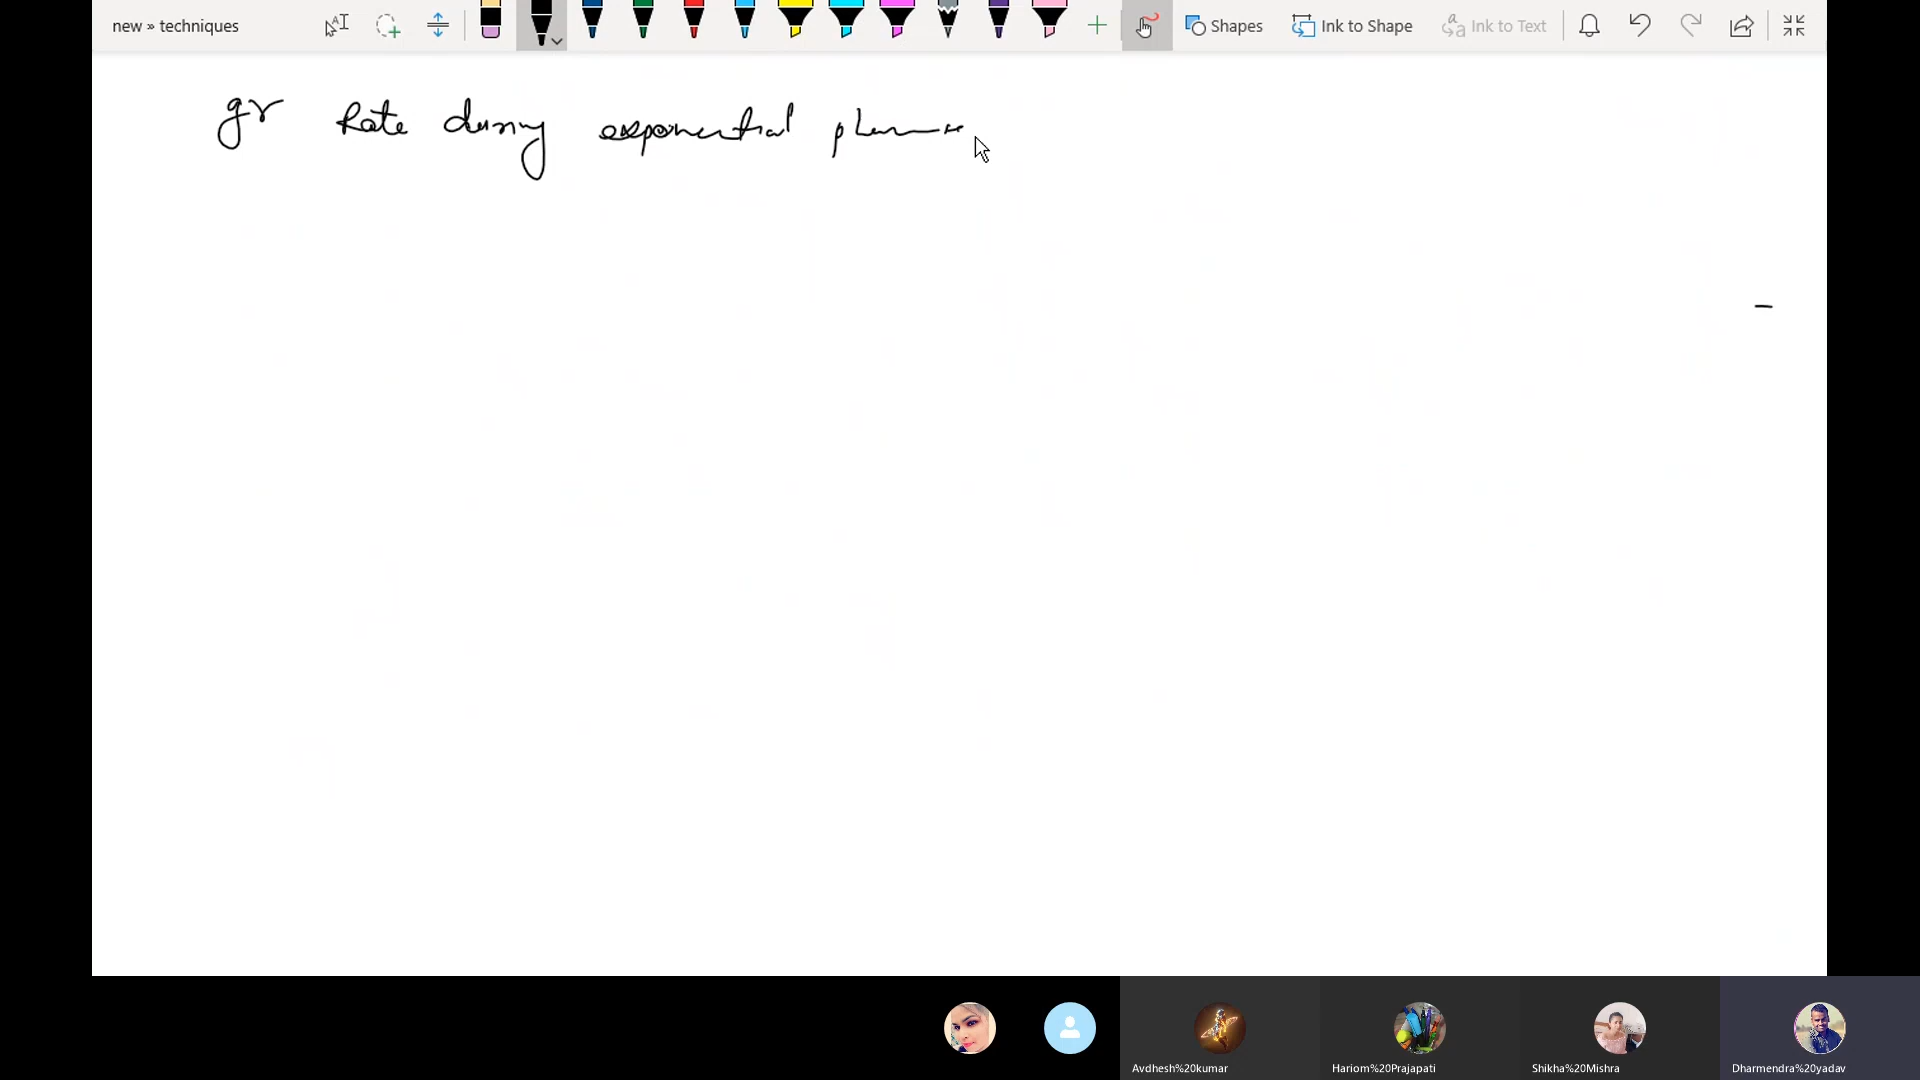 new » techniques
Shapes
Ink to Shape
Ink to Text
gr Rate during exponential phase
Avdhesh%20kumar
Hariom%20Prajapati
Shikha%20Mishra
Dharmendra%20yadav